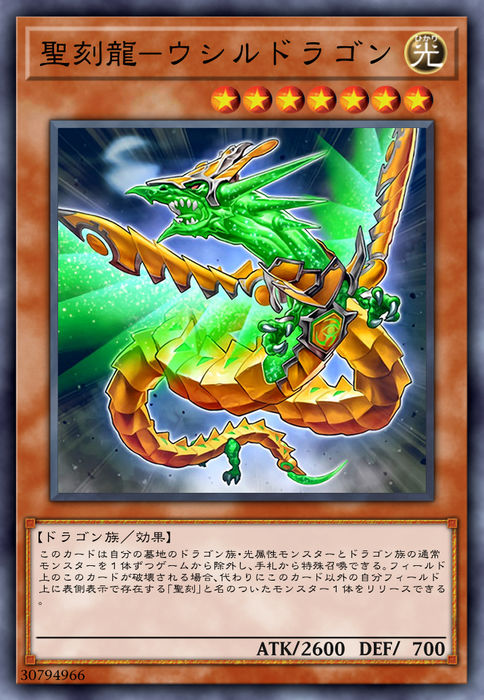 聖刻龍−ウシルドラゴン
光
ひかり
【ドラゴン族／効果】
このカードは自分の墓地のドラゴン族・光属性モンスターとドラゴン族の通常
モンスターを１体ずつゲームから除外し、手札から特殊召喚できる。フィールド
上のこのカードが破壊される場合、代わりにこのカード以外の自分フィールド
上に表側表示で存在する「聖刻」と名のついたモンスター１体をリリースできる
。
ATK/2600 DEF/ 700
30794966